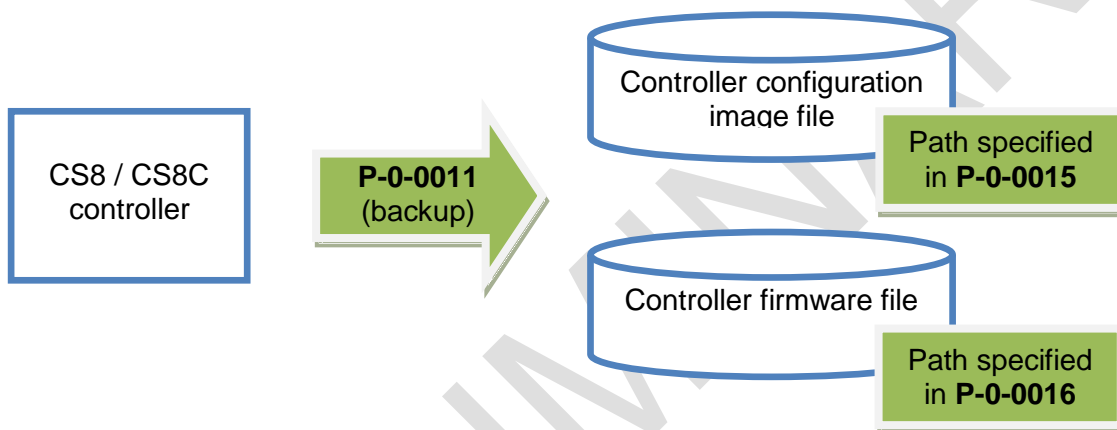 CS8 / CS8C
controller
P-0-0011
(backup)
Controller configuration
image file
Path specified
in P-0-0015
Controller firmware file
Path specified
in P-0-0016